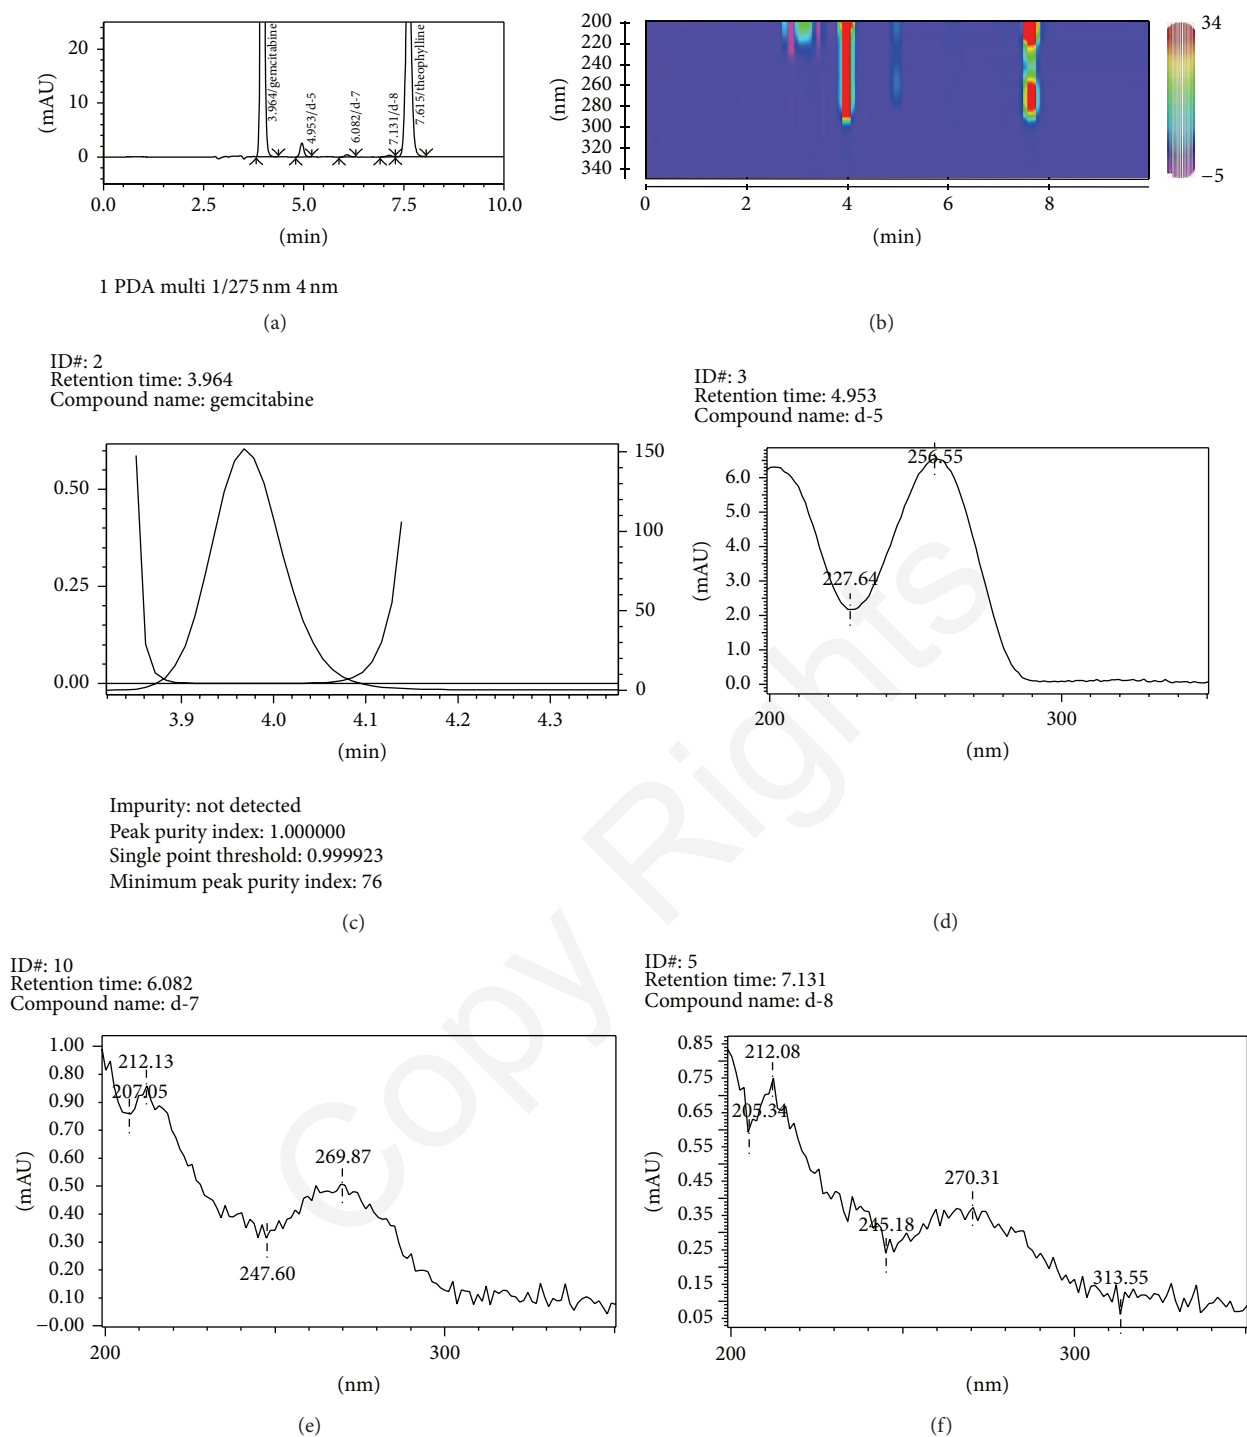 20
10
0
(mAU)
3.964/gemcitabine
4.953/d-5
6.082/d-7
7.131/d-8
7.615/theophylline
0.0 2.5 5.0 7.5 10.0
(min)
1 PDA multi 1/275 nm 4 nm
(a)
200
220
240
260
280
300
320
340
(nm)
0 2 4 6 8
(min)
34
−5
(b)
ID#: 2
Retention time: 3.964
Compound name: gemcitabine
0.50
0.25
0.00
150
100
50
0
3.9 4.0 4.1 4.2 4.3
(min)
Impurity: not detected
Peak purity index: 1.000000
Single point threshold: 0.999923
Minimum peak purity index: 76
(c)
ID#: 3
Retention time: 4.953
Compound name: d-5
6.0
5.0
4.0
3.0
2.0
1.0
0.0
(mAU)
256.55
227.64
200 300
(nm)
(d)
ID#: 10
Retention time: 6.082
Compound name: d-7
1.00
0.80
0.90
0.70
0.60
0.50
0.40
0.30
0.20
0.10
−0.00
(mAU)
212.13
207.05
269.87
247.60
200 300
(nm)
(e)
ID#: 5
Retention time: 7.131
Compound name: d-8
0.85
0.75
0.65
0.55
0.45
0.35
0.25
0.15
0.05
(mAU)
212.08
205.34
270.31
245.18
313.55
200 300
(nm)
(f)
Copy Rights